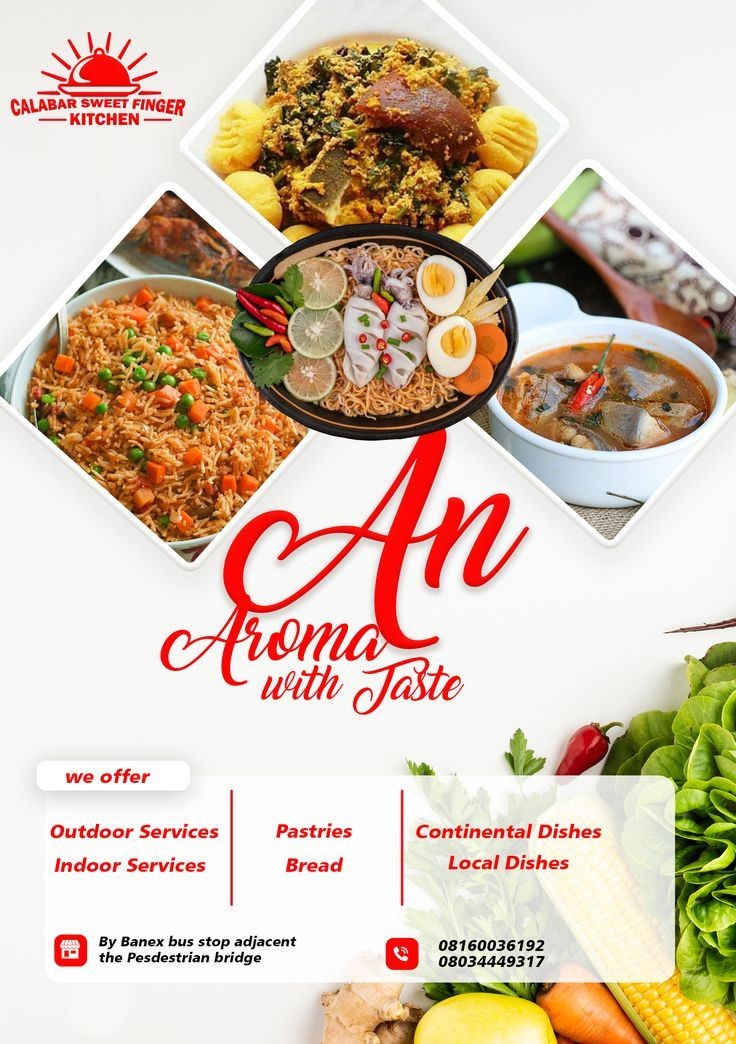 CALABAR SWEET FINGER
KITCHEN
An
Aroma
with Taste
we offer
Outdoor Services
Indoor Services
Pastries
Bread
Continental Dishes
Local Dishes
By Banex bus stop adjacent
the Pesdestrian bridge
08160036192
08034449317